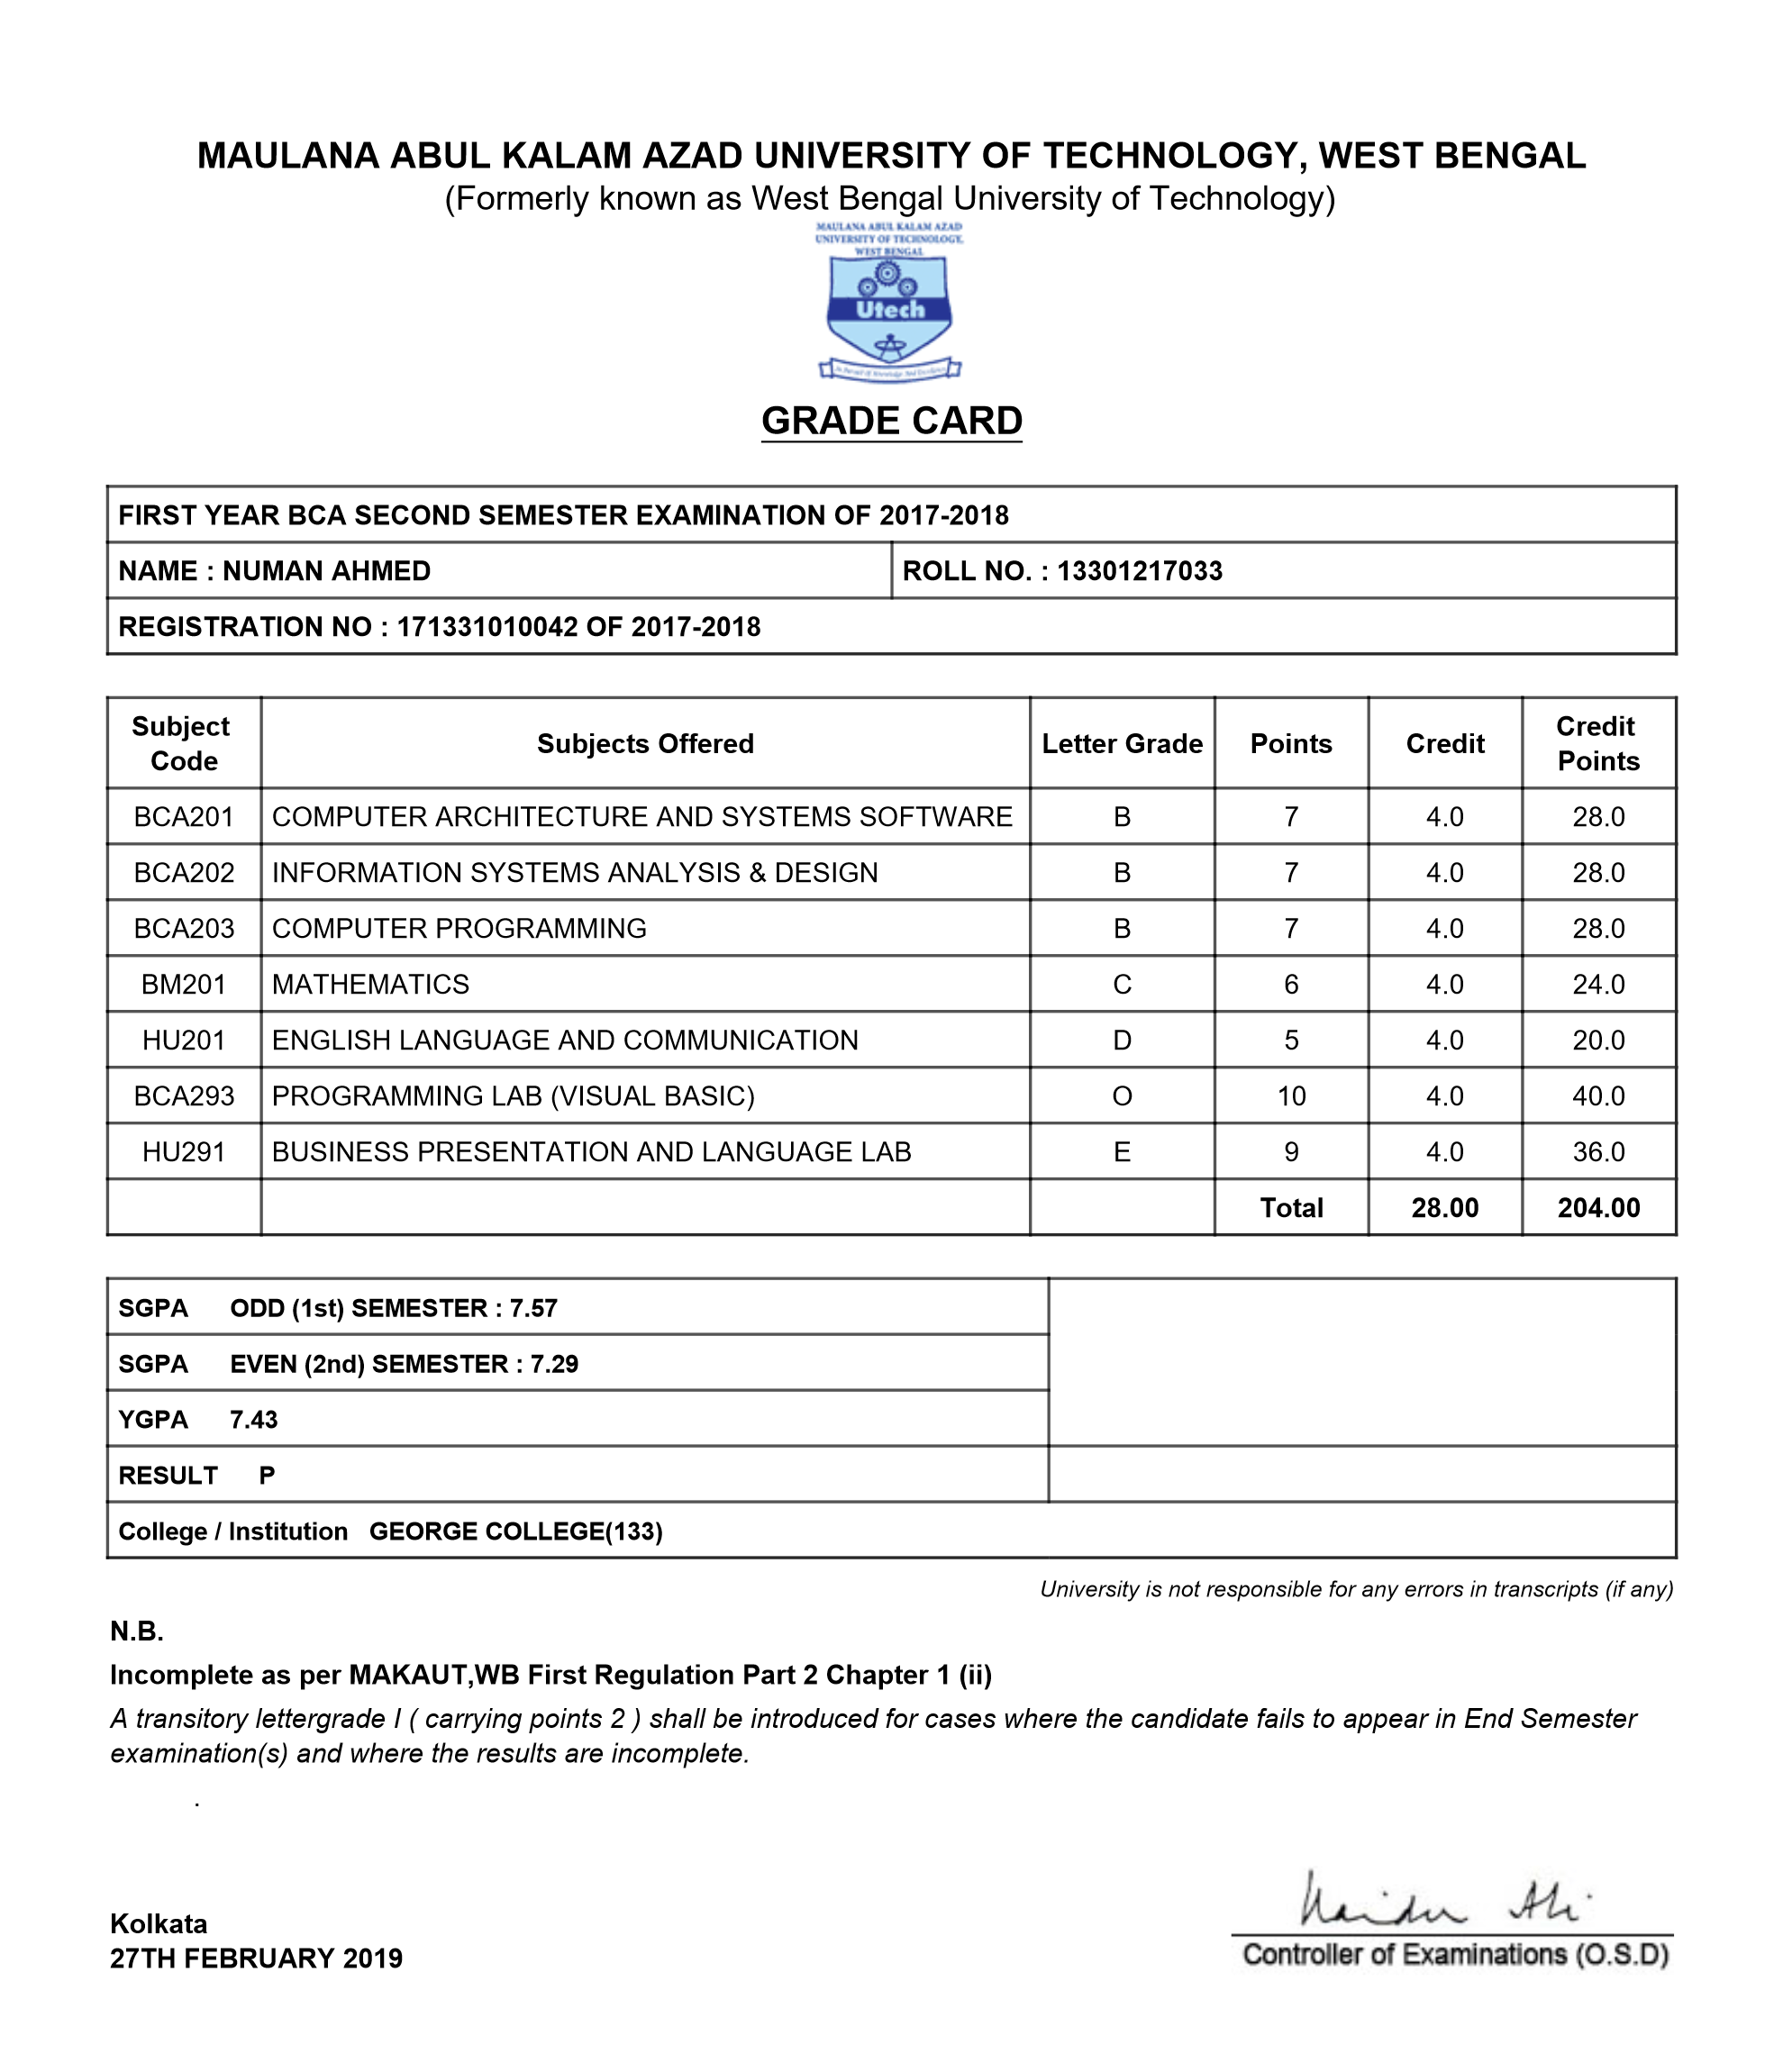 MAULANA ABUL KALAM AZAD UNIVERSITY OF TECHNOLOGY, WEST BENGAL
(Formerly known as West Bengal University of Technology)
MAULANA ABUL KALAM AZAD
UNIVERSITY OF TECHNOLOGY,
WEST BENGAL
Utech
GRADE CARD
FIRST YEAR BCA SECOND SEMESTER EXAMINATION OF 2017-2018
NAME : NUMAN AHMED ROLL NO. : 13301217033
REGISTRATION NO : 171331010042 OF 2017-2018
Subject Code Subjects Offered Letter Grade Points Credit Credit Points
BCA201 COMPUTER ARCHITECTURE AND SYSTEMS SOFTWARE B 7 4.0 28.0
BCA202 INFORMATION SYSTEMS ANALYSIS & DESIGN B 7 4.0 28.0
BCA203 COMPUTER PROGRAMMING B 7 4.0 28.0
BM201 MATHEMATICS C 6 4.0 24.0
HU201 ENGLISH LANGUAGE AND COMMUNICATION D 5 4.0 20.0
BCA293 PROGRAMMING LAB (VISUAL BASIC) O 10 4.0 40.0
HU291 BUSINESS PRESENTATION AND LANGUAGE LAB E 9 4.0 36.0
Total 28.00 204.00
SGPA ODD (1st) SEMESTER : 7.57
SGPA EVEN (2nd) SEMESTER : 7.29
YGPA 7.43
RESULT P
College / Institution GEORGE COLLEGE(133)
University is not responsible for any errors in transcripts (if any)
N.B.
Incomplete as per MAKAUT,WB First Regulation Part 2 Chapter 1 (ii)
A transitory lettergrade I ( carrying points 2 ) shall be introduced for cases where the candidate fails to appear in End Semester
examination(s) and where the results are incomplete.
.
Kolkata
27TH FEBRUARY 2019
Controller of Examinations (O.S.D)